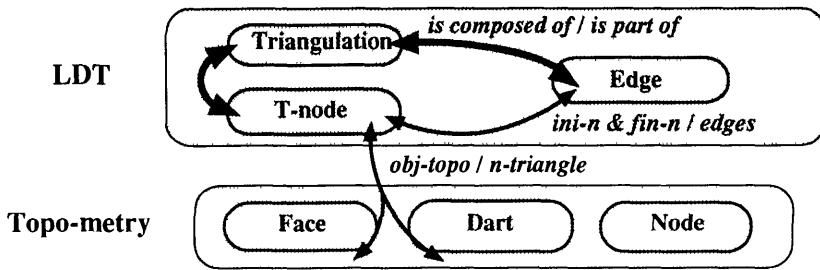 is composed of / is part of
Triangulation
LDT
Edge
T-node
ini-n & fin-n / edges
obj-topo / n-triangle
Topo-metry
Face
Dart
Node